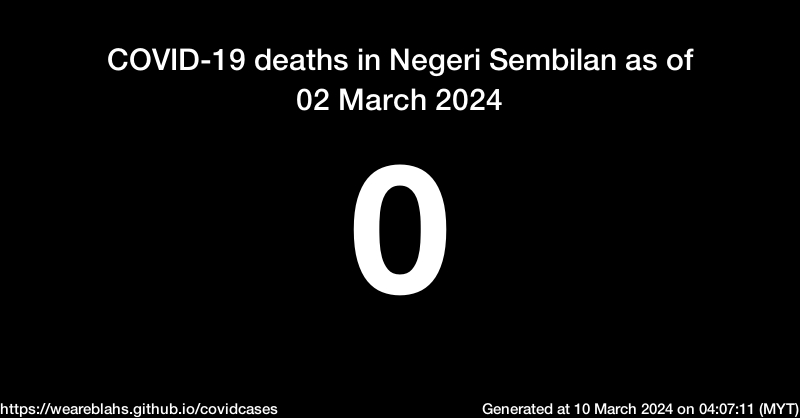 COVID-19 deaths in Negeri Sembilan as of
02 March 2024
0
https://weareblahs.github.io/covidcases
Generated at 10 March 2024 on 04:07:11 (MYT)